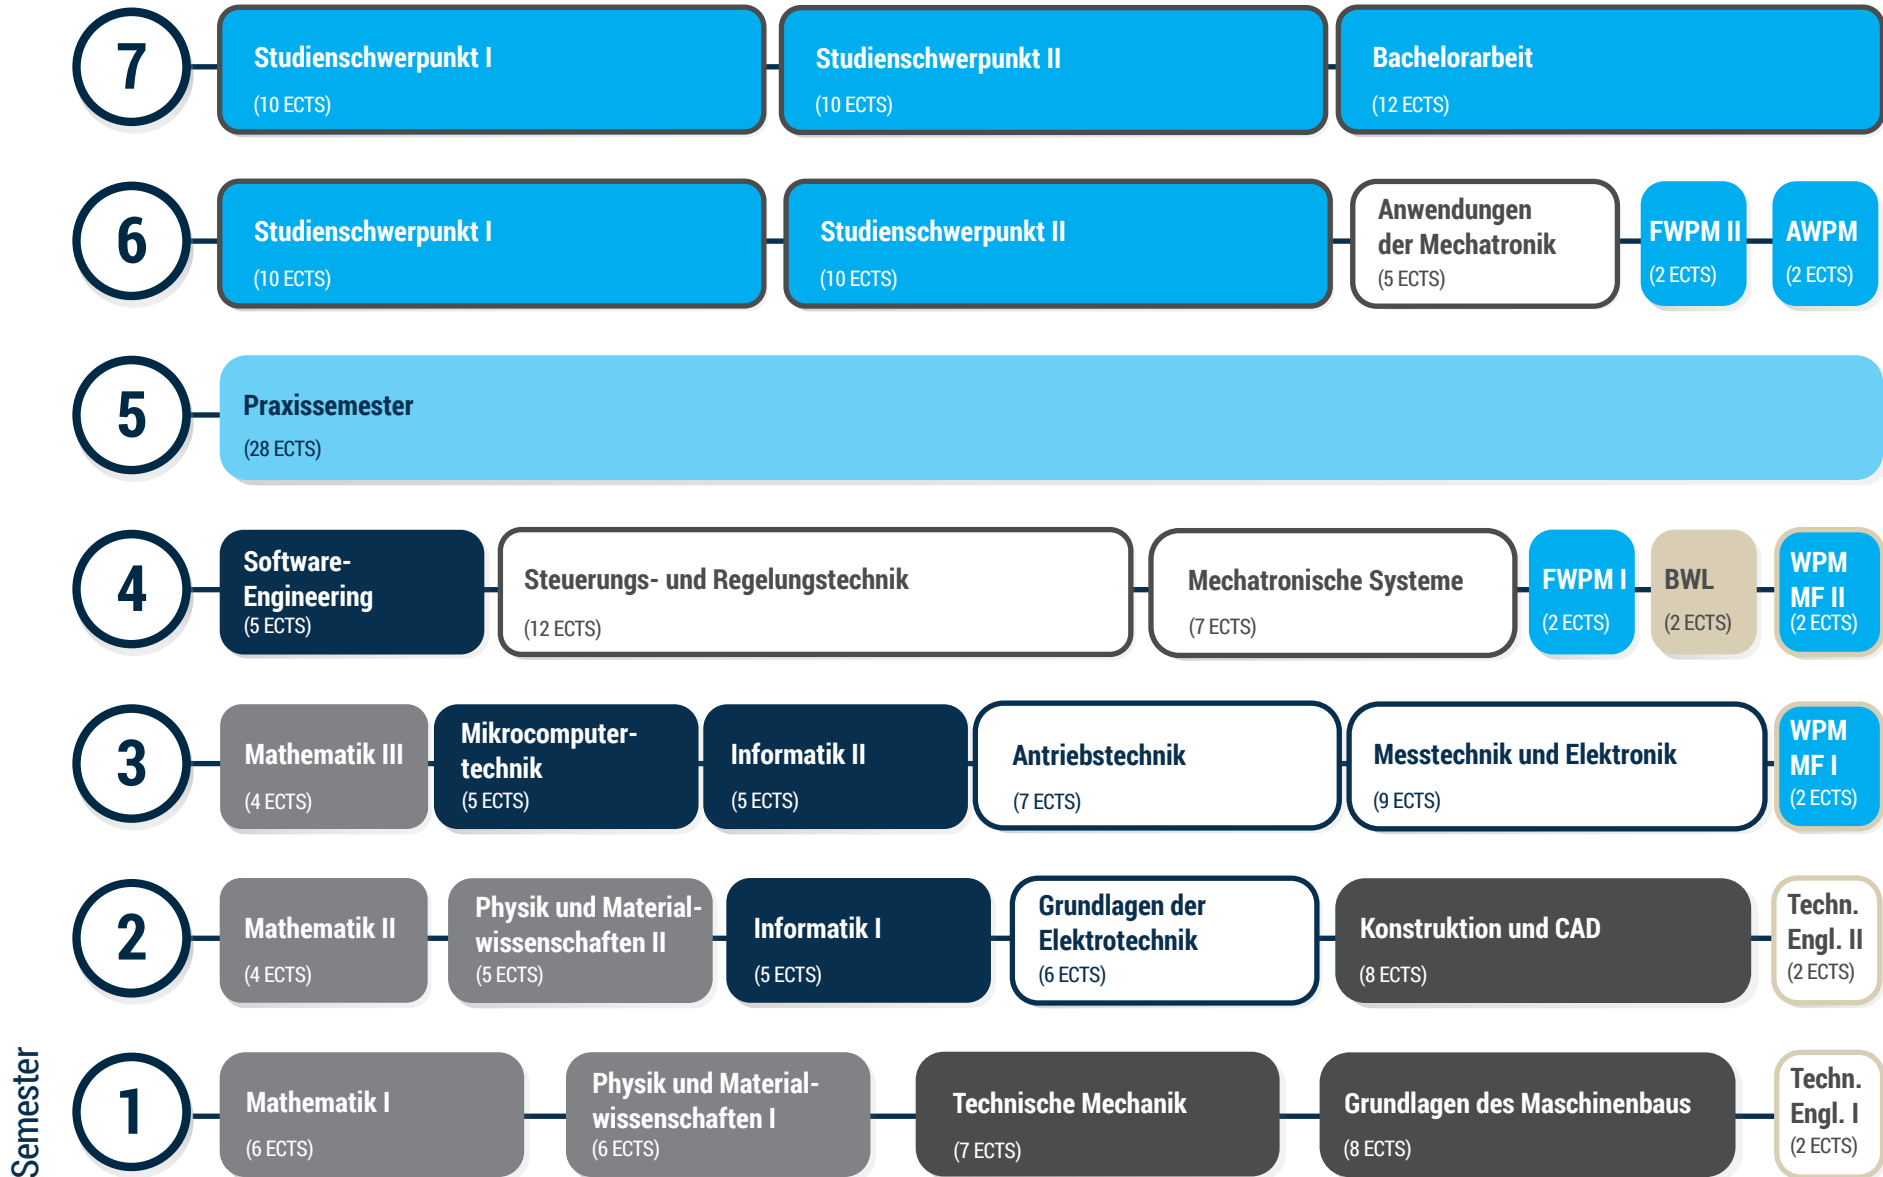 7
Studienschwerpunkt I
(10 ECTS)
Studienschwerpunkt II
(10 ECTS)
Bachelorarbeit
(12 ECTS)
6
Studienschwerpunkt I
(10 ECTS)
Studienschwerpunkt II
(10 ECTS)
Anwendungen
der Mechatronik
(5 ECTS)
FWPM II
(2 ECTS)
AWPM
(2 ECTS)
5
Praxissemester
(28 ECTS)
4
Software-
Engineering
(5 ECTS)
Steuerungs- und Regelungstechnik
(12 ECTS)
Mechatronische Systeme
(7 ECTS)
FWPM I
(2 ECTS)
BWL
(2 ECTS)
WPM
MF II
(2 ECTS)
3
Mathematik III
(4 ECTS)
Mikrocomputer-
technik
(5 ECTS)
Informatik II
(5 ECTS)
Antriebstechnik
(7 ECTS)
Messtechnik und Elektronik
(9 ECTS)
WPM
MF I
(2 ECTS)
2
Mathematik II
(4 ECTS)
Physik und Material-
wissenschaften II
(5 ECTS)
Informatik I
(5 ECTS)
Grundlagen der
Elektrotechnik
(6 ECTS)
Konstruktion und CAD
(8 ECTS)
Techn.
Engl. II
(2 ECTS)
Semester
1
Mathematik I
(6 ECTS)
Physik und Material-
wissenschaften I
(6 ECTS)
Technische Mechanik
(7 ECTS)
Grundlagen des Maschinenbaus
(8 ECTS)
Techn.
Engl. I
(2 ECTS)